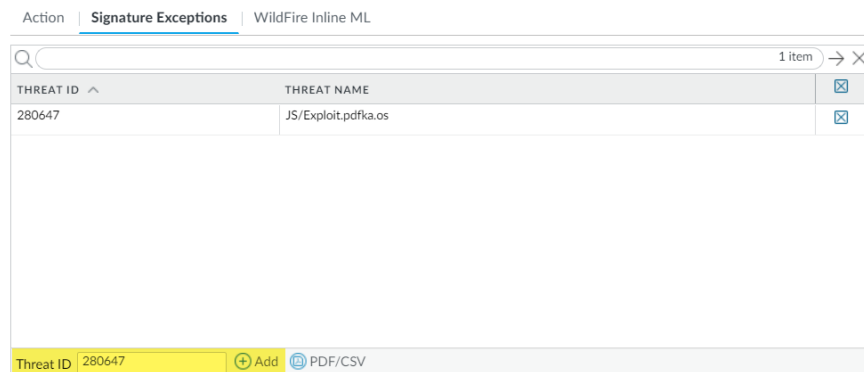 Action Signature Exceptions WildFire Inline ML
1 item
THREAT ID THREAT NAME
280647 JS/Exploit.pdfka.os
Threat ID 280647 Add PDF/CSV